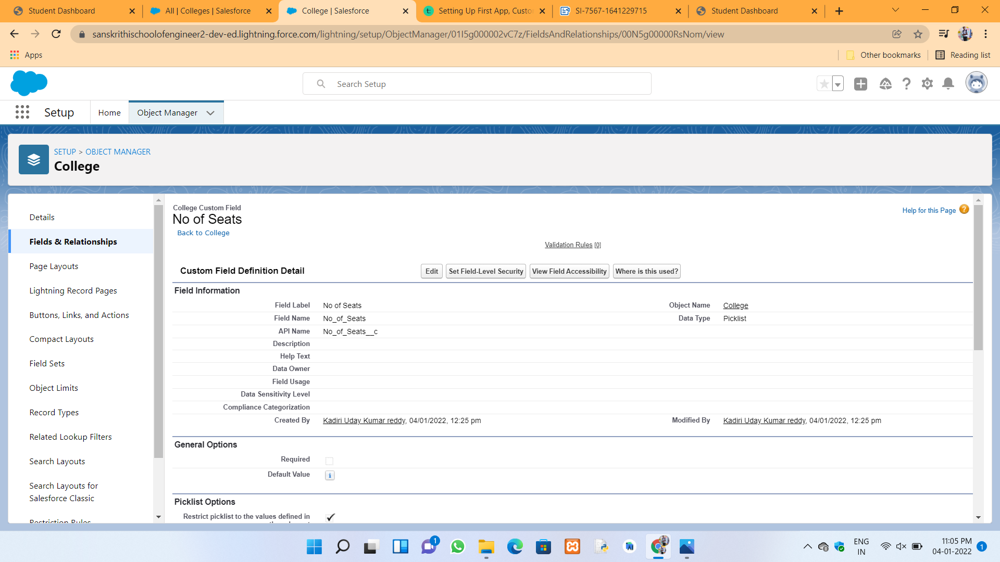 Student Dashboard
All | Colleges | Salesforce
College | Salesforce
Setting Up First App, Custo
SI-7567-1641229715
Student Dashboard
sanskrithischoolofengineer2-dev-ed.lightning.force.com/lightning/setup/ObjectManager/01I5g000002vC7z/FieldsAndRelationships/00N5g00000RsNom/view
Apps
Other bookmarks
Reading list
Search Setup
Setup
Home
Object Manager
SETUP > OBJECT MANAGER
College
Details
Fields & Relationships
Page Layouts
Lightning Record Pages
Buttons, Links, and Actions
Compact Layouts
Field Sets
Object Limits
Record Types
Related Lookup Filters
Search Layouts
Search Layouts for
Salesforce Classic
Restriction Rules
College Custom Field
No of Seats
Back to College
Help for this Page
Validation Rules [0]
Custom Field Definition Detail
Edit
Set Field-Level Security
View Field Accessibility
Where is this used?
Field Information
Field Label No of Seats Object Name College
Field Name No_of_Seats Data Type Picklist
API Name No_of_Seats__c
Description
Help Text
Data Owner
Field Usage
Data Sensitivity Level
Compliance Categorization
Created By Kadiri Uday Kumar reddy, 04/01/2022, 12:25 pm Modified By Kadiri Uday Kumar reddy, 04/01/2022, 12:25 pm
General Options
Required
Default Value
Picklist Options
Restrict picklist to the values defined in
1
ENG
IN
11:05 PM
04-01-2022
1